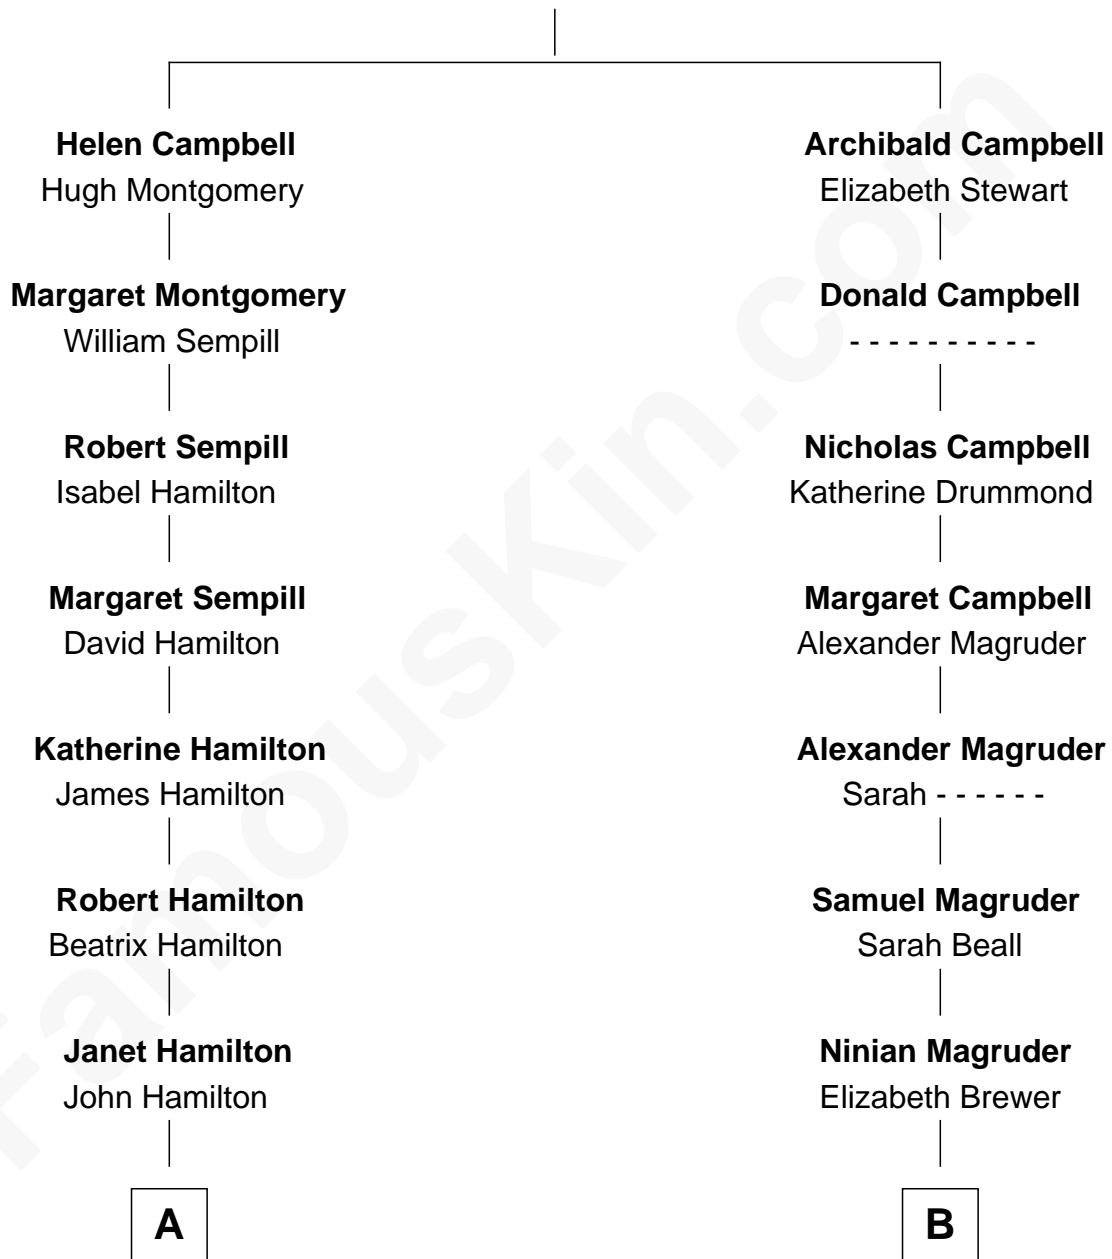 Helen Campbell
Hugh Montgomery
Margaret Montgomery
William Sempill
Robert Sempill
Isabel Hamilton
Margaret Sempill
David Hamilton
Katherine Hamilton
James Hamilton
Robert Hamilton
Beatrix Hamilton
Janet Hamilton
John Hamilton
A
Archibald Campbell
Elizabeth Stewart
Donald Campbell
- - - - - - - - - -
Nicholas Campbell
Katherine Drummond
Margaret Campbell
Alexander Magruder
Alexander Magruder
Sarah - - - - - -
Samuel Magruder
Sarah Beall
Ninian Magruder
Elizabeth Brewer
B
FamousKin.com